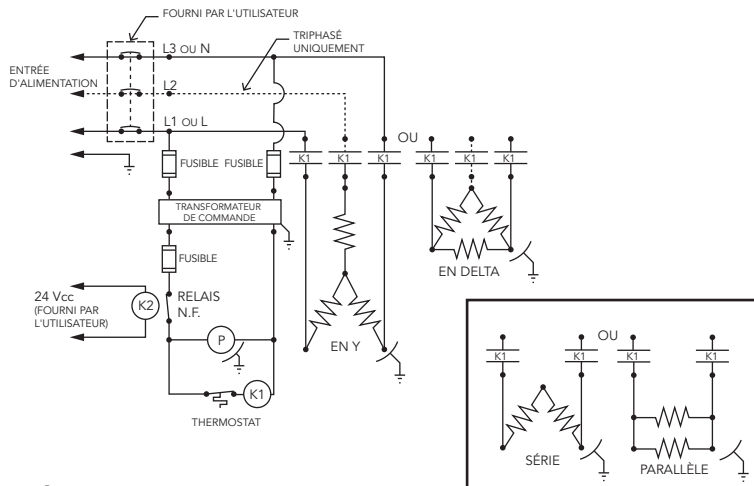 FOURNI PAR L'UTILISATEUR
L3 OU N
TRIPHASÉ
UNIQUEMENT
ENTRÉE
D'ALIMENTATION
L2
L1 OU L
OU
K1
K1
K1
K1
K1
K1
FUSIBLE
FUSIBLE
TRANSFORMATEUR
DE COMMANDE
FUSIBLE
EN DELTA
24 Vcc
(FOURNI PAR
L'UTILISATEUR)
K2
RELAIS
N.F.
P
EN Y
K1
THERMOSTAT
OU
K1
K1
K1
K1
SÉRIE
PARALLÈLE